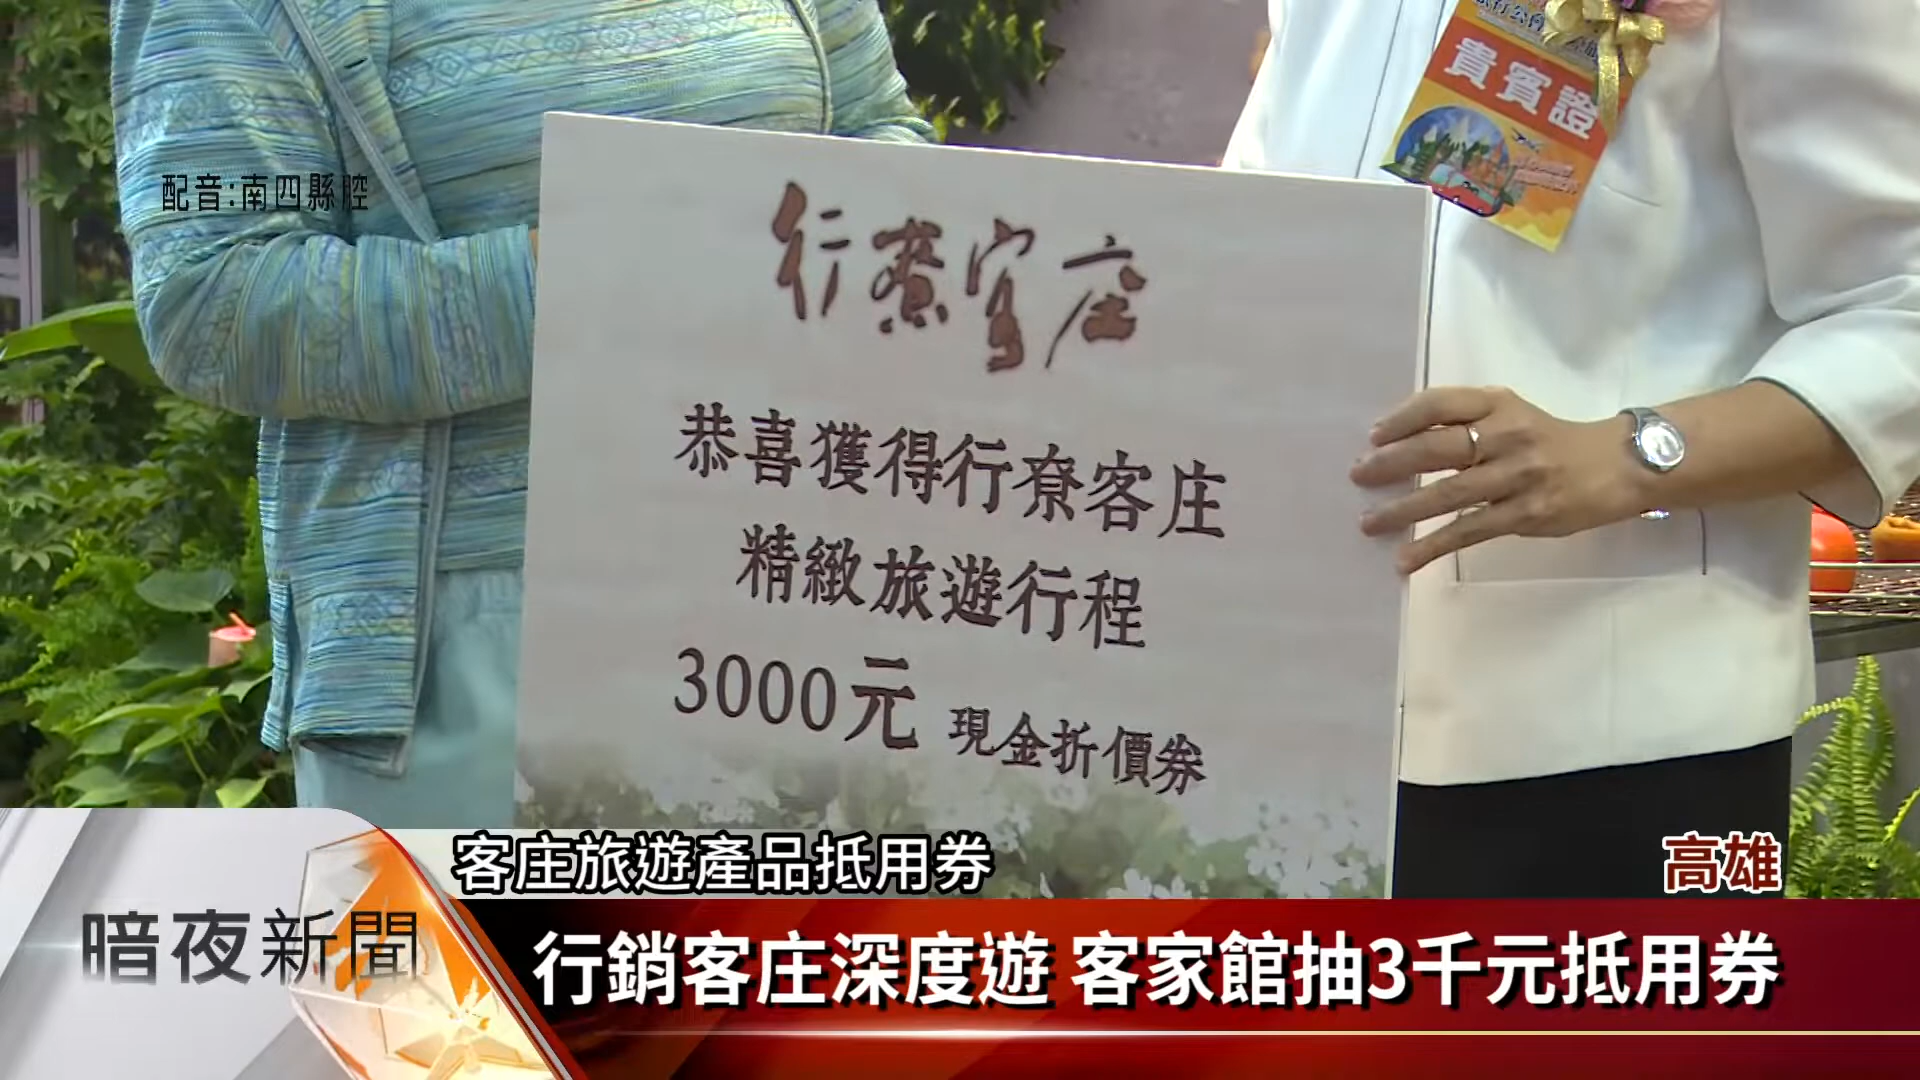 貴賓證
配音:南四縣腔
行尞客庄
恭喜獲得行尞客庄
精緻旅遊行程
3000元 現金折價券
客庄旅遊產品抵用券
高雄
暗夜新聞
行銷客庄深度遊 客家館抽3千元抵用券